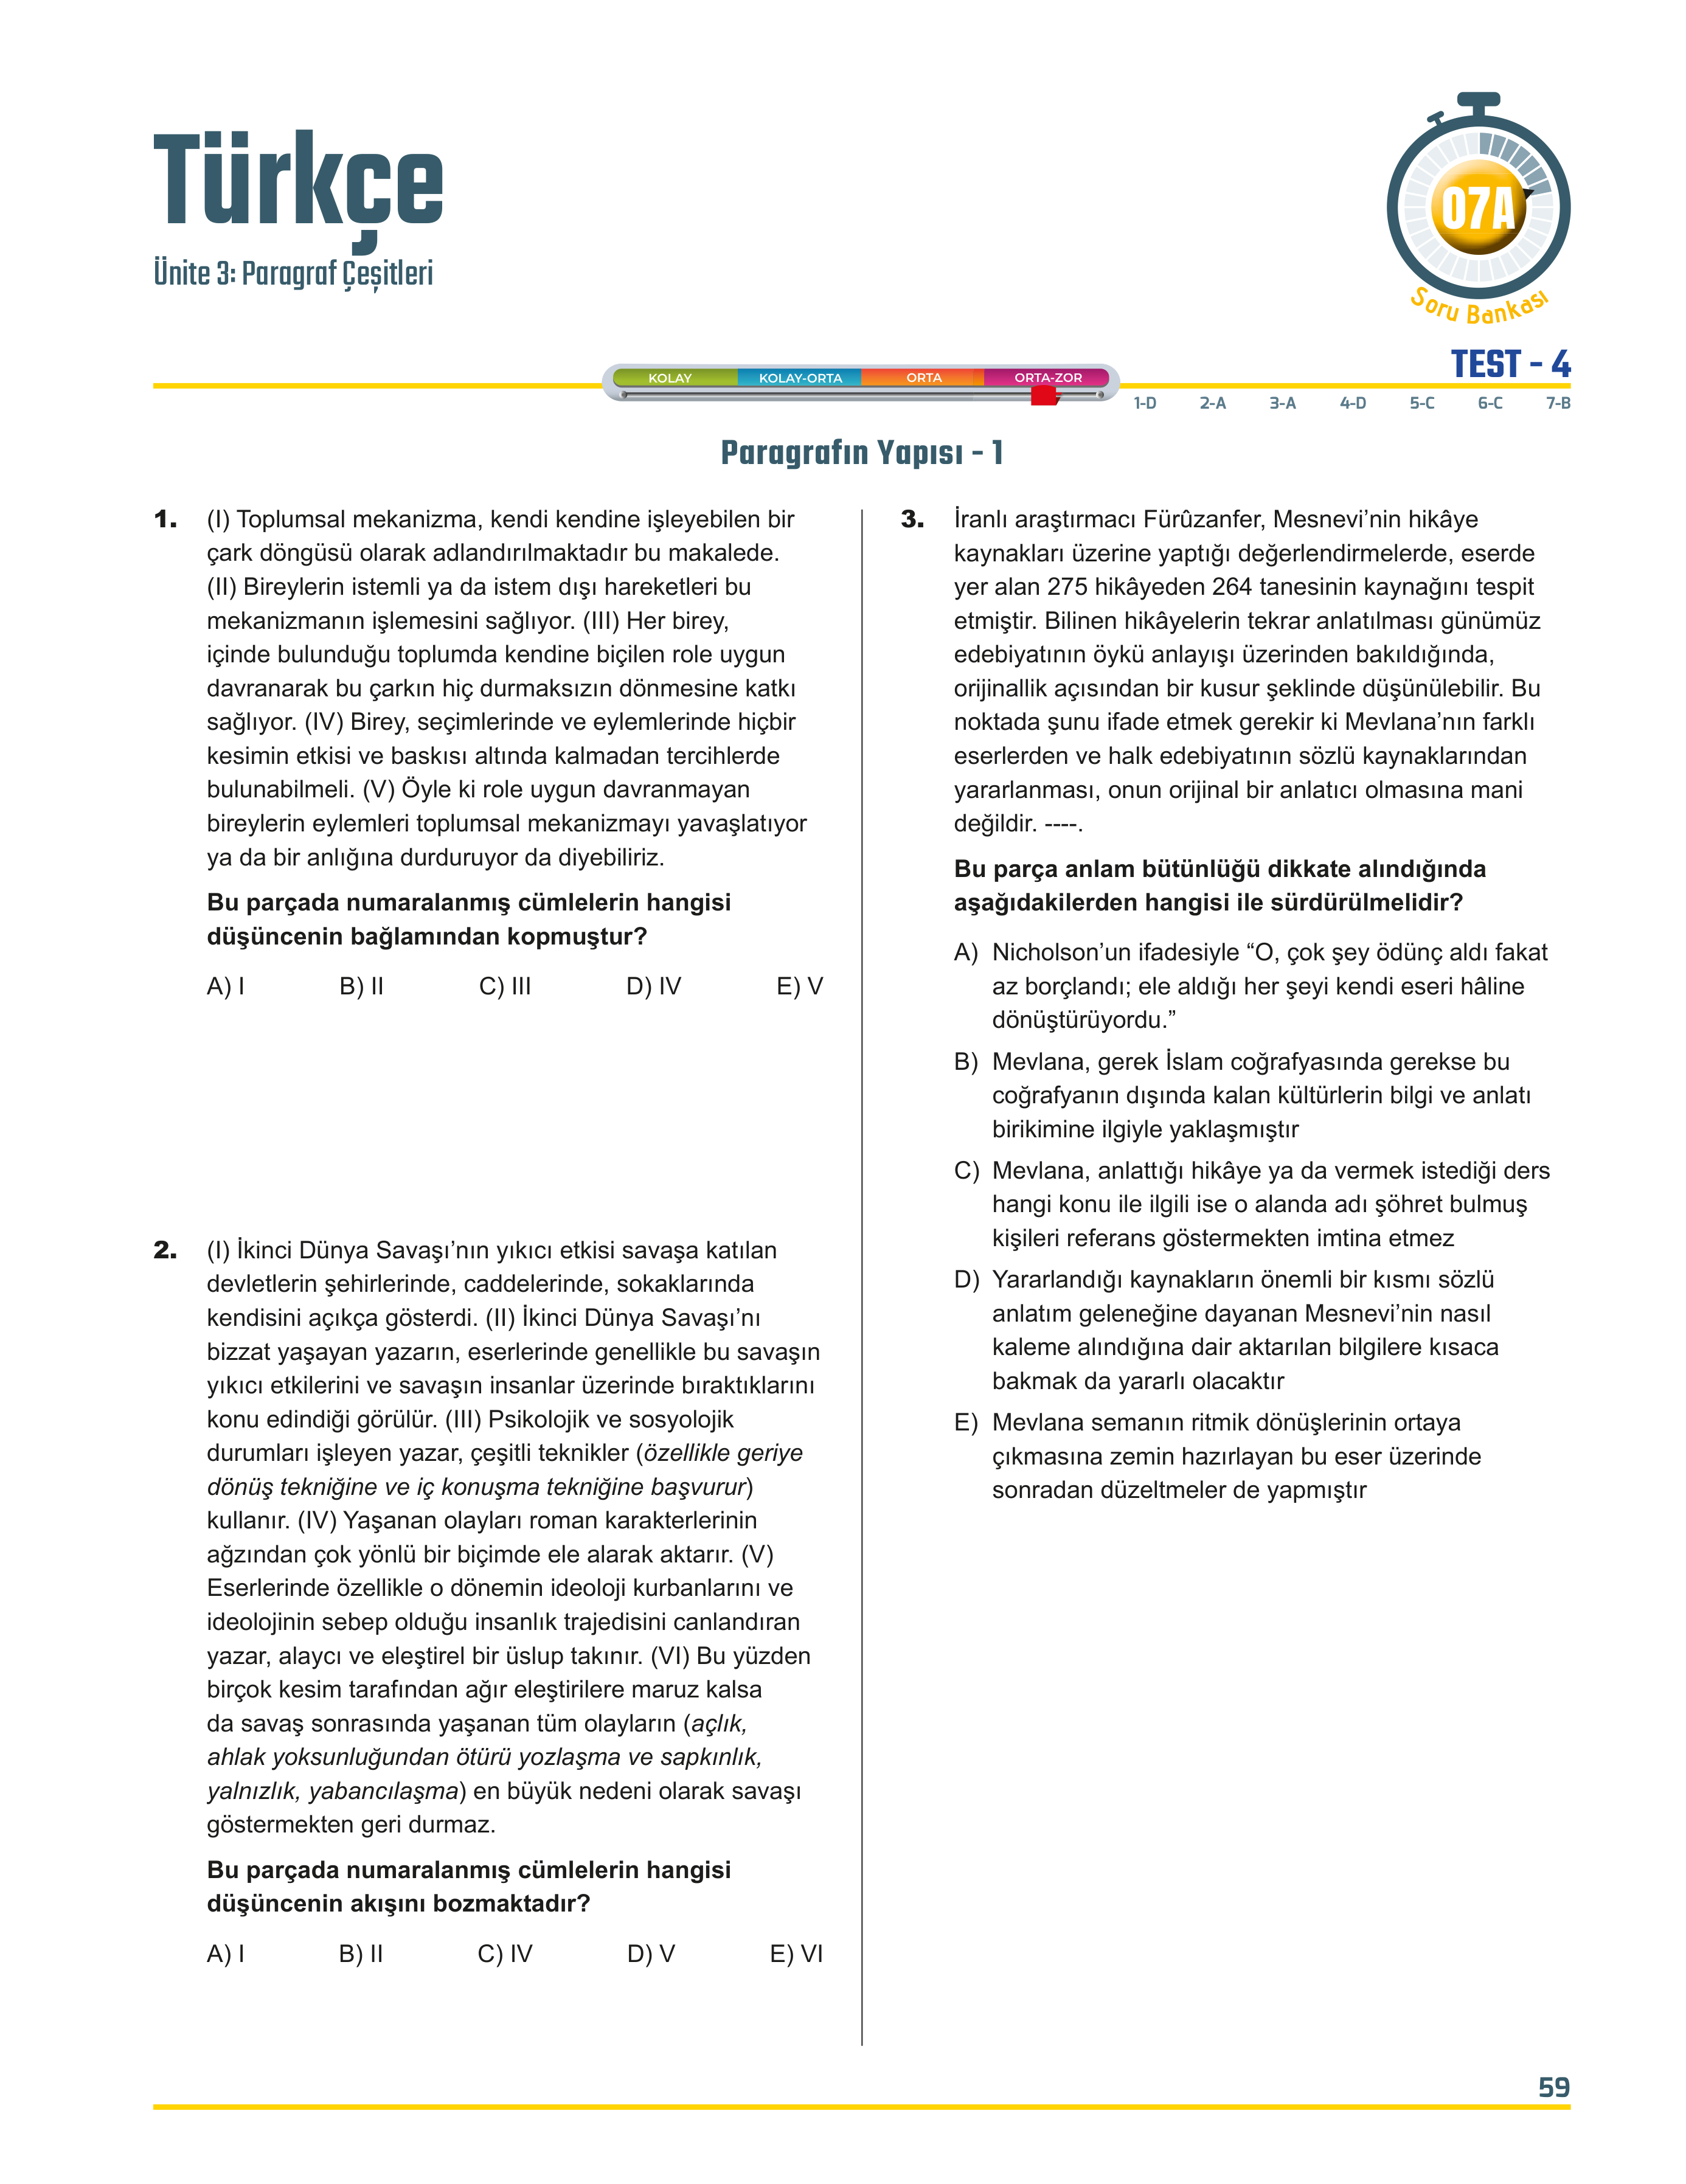 Türkçe
Ünite 3: Paragraf Çeşitleri
07A
Soru Bankası
TEST - 4
KOLAY
KOLAY-ORTA
ORTA
ORTA-ZOR
1-D 2-A 3-A 4-D 5-C 6-C 7-B
Paragrafın Yapısı - 1
1. (I) Toplumsal mekanizma, kendi kendine işleyebilen bir
çark döngüsü olarak adlandırılmaktadır bu makalede.
(II) Bireylerin istemli ya da istem dışı hareketleri bu
mekanizmanın işlemesini sağlıyor. (III) Her birey,
içinde bulunduğu toplumda kendine biçilen role uygun
davranarak bu çarkın hiç durmaksızın dönmesine katkı
sağlıyor. (IV) Birey, seçimlerinde ve eylemlerinde hiçbir
kesimin etkisi ve baskısı altında kalmadan tercihlerde
bulunabilmeli. (V) Öyle ki role uygun davranmayan
bireylerin eylemleri toplumsal mekanizmayı yavaşlatıyor
ya da bir anlığına durduruyor da diyebiliriz.
Bu parçada numaralanmış cümlelerin hangisi
düşüncenin bağlamından kopmuştur?
A) I B) II C) III D) IV E) V
2. (I) İkinci Dünya Savaşı’nın yıkıcı etkisi savaşa katılan
devletlerin şehirlerinde, caddelerinde, sokaklarında
kendisini açıkça gösterdi. (II) İkinci Dünya Savaşı’nı
bizzat yaşayan yazarın, eserlerinde genellikle bu savaşın
yıkıcı etkilerini ve savaşın insanlar üzerinde bıraktıklarını
konu edindiği görülür. (III) Psikolojik ve sosyolojik
durumları işleyen yazar, çeşitli teknikler (özellikle geriye
dönüş tekniğine ve iç konuşma tekniğine başvurur)
kullanır. (IV) Yaşanan olayları roman karakterlerinin
ağzından çok yönlü bir biçimde ele alarak aktarır. (V)
Eserlerinde özellikle o dönemin ideoloji kurbanlarını ve
ideolojinin sebep olduğu insanlık trajedisini canlandıran
yazar, alaycı ve eleştirel bir üslup takınır. (VI) Bu yüzden
birçok kesim tarafından ağır eleştirilere maruz kalsa
da savaş sonrasında yaşanan tüm olayların (açlık,
ahlak yoksunluğundan ötürü yozlaşma ve sapkınlık,
yalnızlık, yabancılaşma) en büyük nedeni olarak savaşı
göstermekten geri durmaz.
Bu parçada numaralanmış cümlelerin hangisi
düşüncenin akışını bozmaktadır?
A) I B) II C) IV D) V E) VI
3. İranlı araştırmacı Fürûzanfer, Mesnevi’nin hikâye
kaynakları üzerine yaptığı değerlendirmelerde, eserde
yer alan 275 hikâyeden 264 tanesinin kaynağını tespit
etmiştir. Bilinen hikâyelerin tekrar anlatılması günümüz
edebiyatının öykü anlayışı üzerinden bakıldığında,
orijinallik açısından bir kusur şeklinde düşünülebilir. Bu
noktada şunu ifade etmek gerekir ki Mevlana’nın farklı
eserlerden ve halk edebiyatının sözlü kaynaklarından
yararlanması, onun orijinal bir anlatıcı olmasına mani
değildir. ----.
Bu parça anlam bütünlüğü dikkate alındığında
aşağıdakilerden hangisi ile sürdürülmelidir?
A) Nicholson’un ifadesiyle “O, çok şey ödünç aldı fakat
az borçlandı; ele aldığı her şeyi kendi eseri hâline
dönüştürüyordu.”
B) Mevlana, gerek İslam coğrafyasında gerekse bu
coğrafyanın dışında kalan kültürlerin bilgi ve anlatı
birikimine ilgiyle yaklaşmıştır
C) Mevlana, anlattığı hikâye ya da vermek istediği ders
hangi konu ile ilgili ise o alanda adı şöhret bulmuş
kişileri referans göstermekten imtina etmez
D) Yararlandığı kaynakların önemli bir kısmı sözlü
anlatım geleneğine dayanan Mesnevi’nin nasıl
kaleme alındığına dair aktarılan bilgilere kısaca
bakmak da yararlı olacaktır
E) Mevlana semanın ritmik dönüşlerinin ortaya
çıkmasına zemin hazırlayan bu eser üzerinde
sonradan düzeltmeler de yapmıştır
59